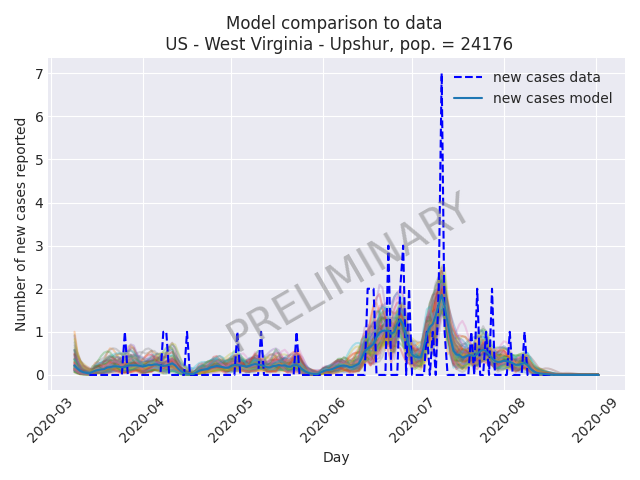 Model comparison to data
US - West Virginia - Upshur, pop. = 24176
new cases data
new cases model
Number of new cases reported
7
6
5
4
3
2
1
0
PRELIMINARY
2020-03
2020-04
2020-05
2020-06
2020-07
2020-08
2020-09
Day